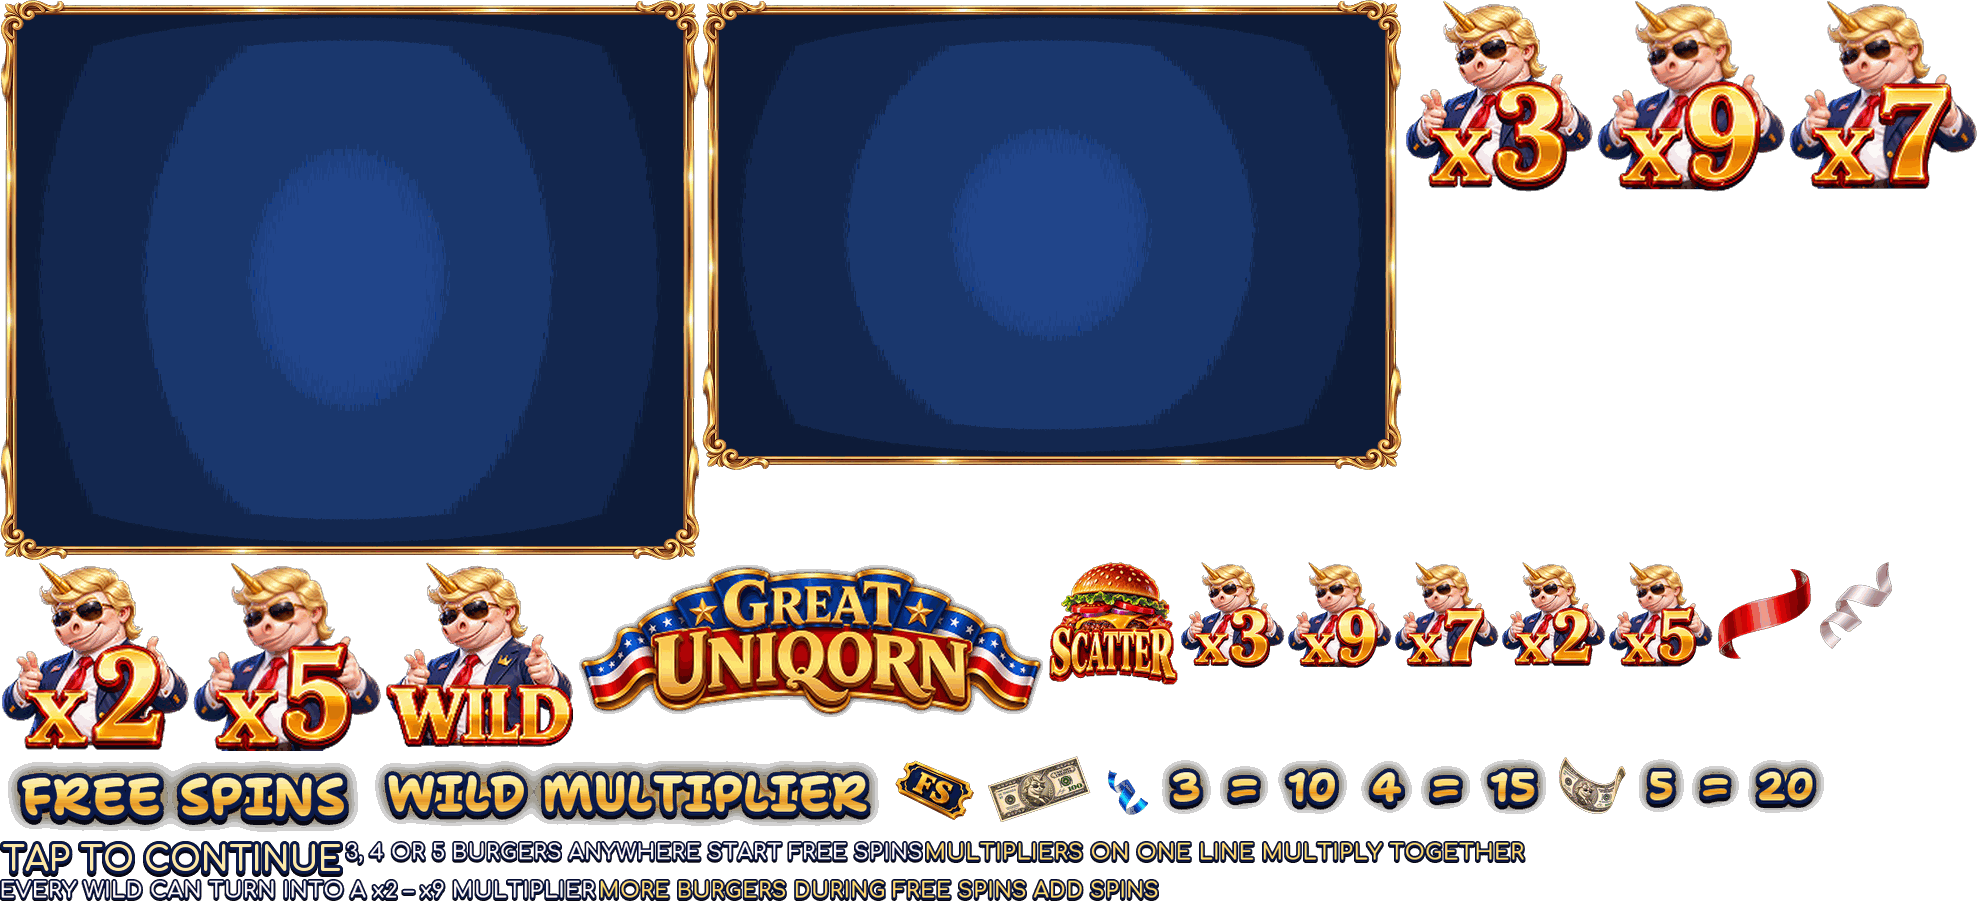 x3
x9
x7
x2
x5
WILD
GREAT
UNIQORN
SCATTER
x3
x9
x7
x2
x5
FREE SPINS
WILD MULTIPLIER
FS
100
3 = 10
4 = 15
5 = 20
TAP TO CONTINUE
3, 4 OR 5 BURGERS ANYWHERE START FREE SPINS
MULTIPLIERS ON ONE LINE MULTIPLY TOGETHER
EVERY WILD CAN TURN INTO A x2 – x9 MULTIPLIER
MORE BURGERS DURING FREE SPINS ADD SPINS